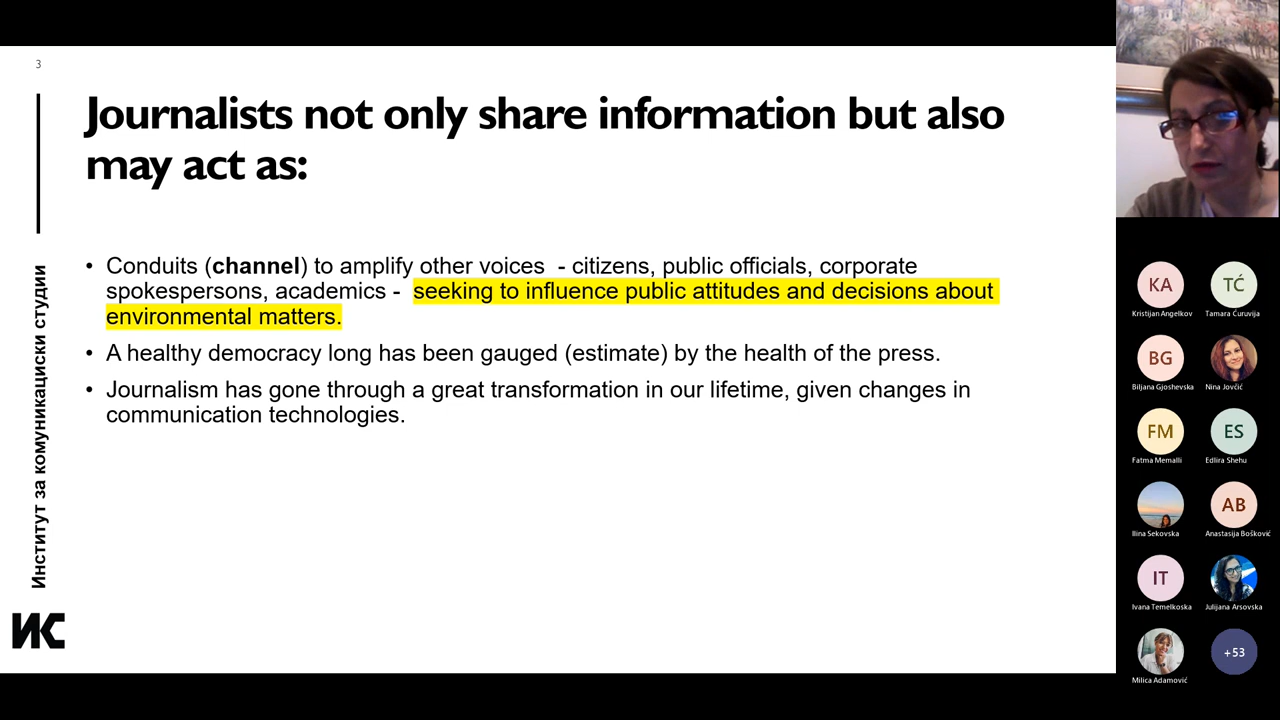 3
Journalists not only share information but also
may act as:
• Conduits (channel) to amplify other voices - citizens, public officials, corporate
spokespersons, academics - seeking to influence public attitudes and decisions about
environmental matters.
• A healthy democracy long has been gauged (estimate) by the health of the press.
• Journalism has gone through a great transformation in our lifetime, given changes in
communication technologies.
Институт за комуникациски студии
ИКС
KA
Kristijan Angelkov
TĆ
Tamara Ćuruvija
BG
Biljana Gjoshevska
Nina Jovčić
FM
Fatma Memalli
ES
Edlira Shehu
Ilina Sekovska
AB
Anastasija Bošković
IT
Ivana Temelkoska
Julijana Arsovska
Milica Adamović
+53